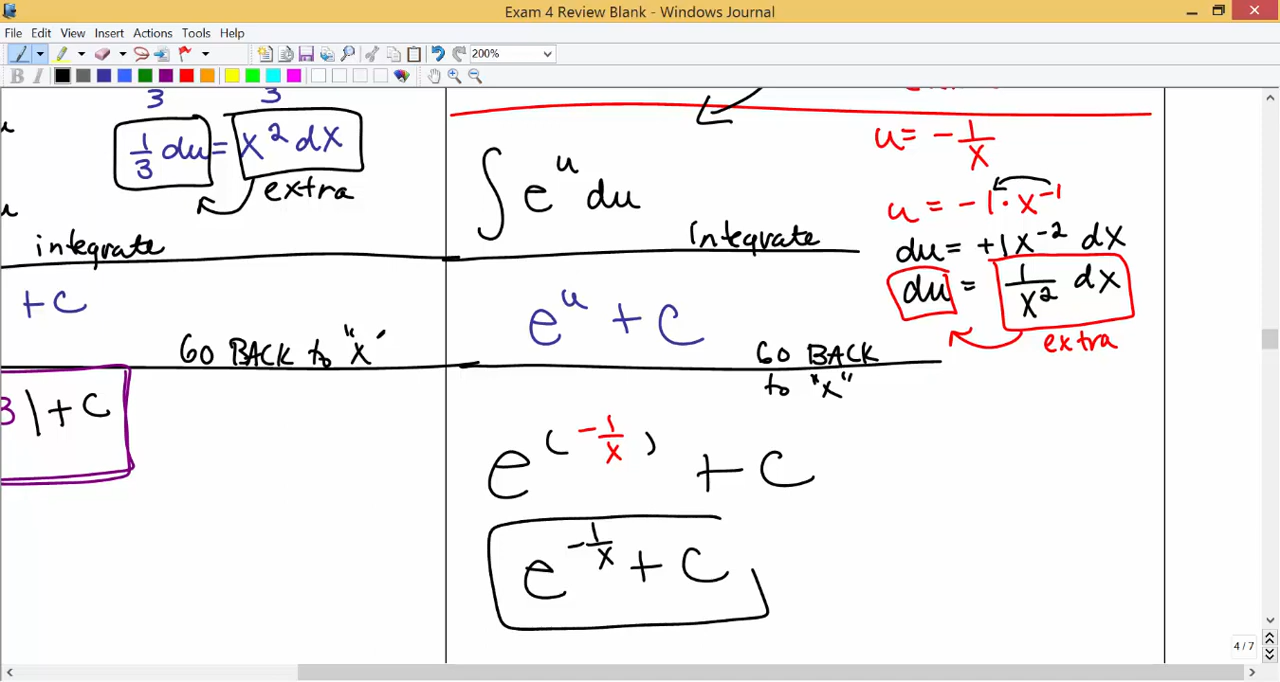 Exam 4 Review Blank - Windows Journal
File Edit View Insert Actions Tools Help
200%
B I
3 3
1/3 du = x² dx
extra
integrate
+ C
GO BACK to "x"
3 | + C
∫ e^u du
Integrate
e^u + C
GO BACK
to "x"
e^(-1/x) + C
e^-1/x + C
u = -1/x
u = -1 · x^-1
du = +1x^-2 dx
du = 1/x² dx
extra
4 / 7